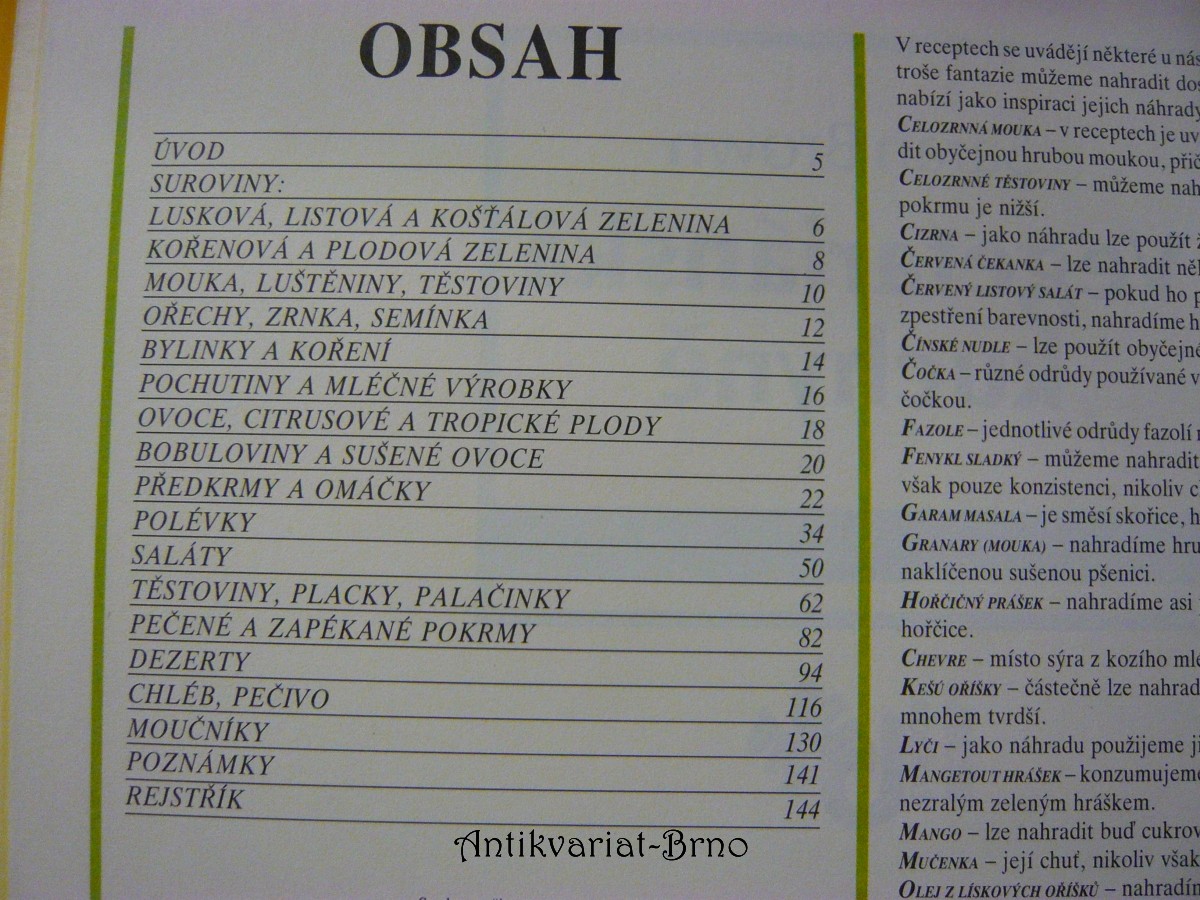 OBSAH
ÚVOD 5
SUROVINY:
LUSKOVÁ, LISTOVÁ A KOŠŤÁLOVÁ ZELENINA 6
KOŘENOVÁ A PLODOVÁ ZELENINA 8
MOUKA, LUŠTĚNINY, TĚSTOVINY 10
OŘECHY, ZRNKA, SEMÍNKA 12
BYLINKY A KOŘENÍ 14
POCHUTINY A MLÉČNÉ VÝROBKY 16
OVOCE, CITRUSOVÉ A TROPICKÉ PLODY 18
BOBULOVINY A SUŠENÉ OVOCE 20
PŘEDKRMY A OMÁČKY 22
POLÉVKY 34
SALÁTY 50
TĚSTOVINY, PLACKY, PALAČINKY 62
PEČENÉ A ZAPÉKANÉ POKRMY 82
DEZERTY 94
CHLÉB, PEČIVO 116
MOUČNÍKY 130
POZNÁMKY 141
REJSTŘÍK 144
Antikvariat-Brno
V receptech se uvádějí některé u nás
troše fantazie můžeme nahradit dos
nabízí jako inspiraci jejich náhrady
CELOZRNNÁ MOUKA – v receptech je uv
dit obyčejnou hrubou moukou, přič
CELOZRNNÉ TĚSTOVINY – můžeme nah
pokrmu je nižší.
CIZRNA – jako náhradu lze použít
ČERVENÁ ČEKANKA – lze nahradit ně
ČERVENÝ LISTOVÝ SALÁT – pokud ho p
zpestření barevnosti, nahradíme h
ČÍNSKÉ NUDLE – lze použít obyčejné
ČOČKA – různé odrůdy používané v
čočkou.
FAZOLE – jednotlivé odrůdy fazolí
FENYKL SLADKÝ – můžeme nahradit
však pouze konzistenci, nikoliv c
GARAM MASALA – je směsí skořice, h
GRANARY (MOUKA) – nahradíme hru
naklíčenou sušenou pšenici.
HOŘČIČNÝ PRÁŠEK – nahradíme asi
hořčice.
CHEVRE – místo sýra z kozího mlé
KEŠÚ OŘÍŠKY – částečně lze nahrad
mnohem tvrdší.
LYČI – jako náhradu použijeme ji
MANGETOUT HRÁŠEK – konzumujeme
nezralým zeleným hráškem.
MANGO – lze nahradit buď cukrov
MUČENKA – její chuť, nikoliv však
OLEJ Z LÍSKOVÝCH OŘÍŠKŮ – nahradím